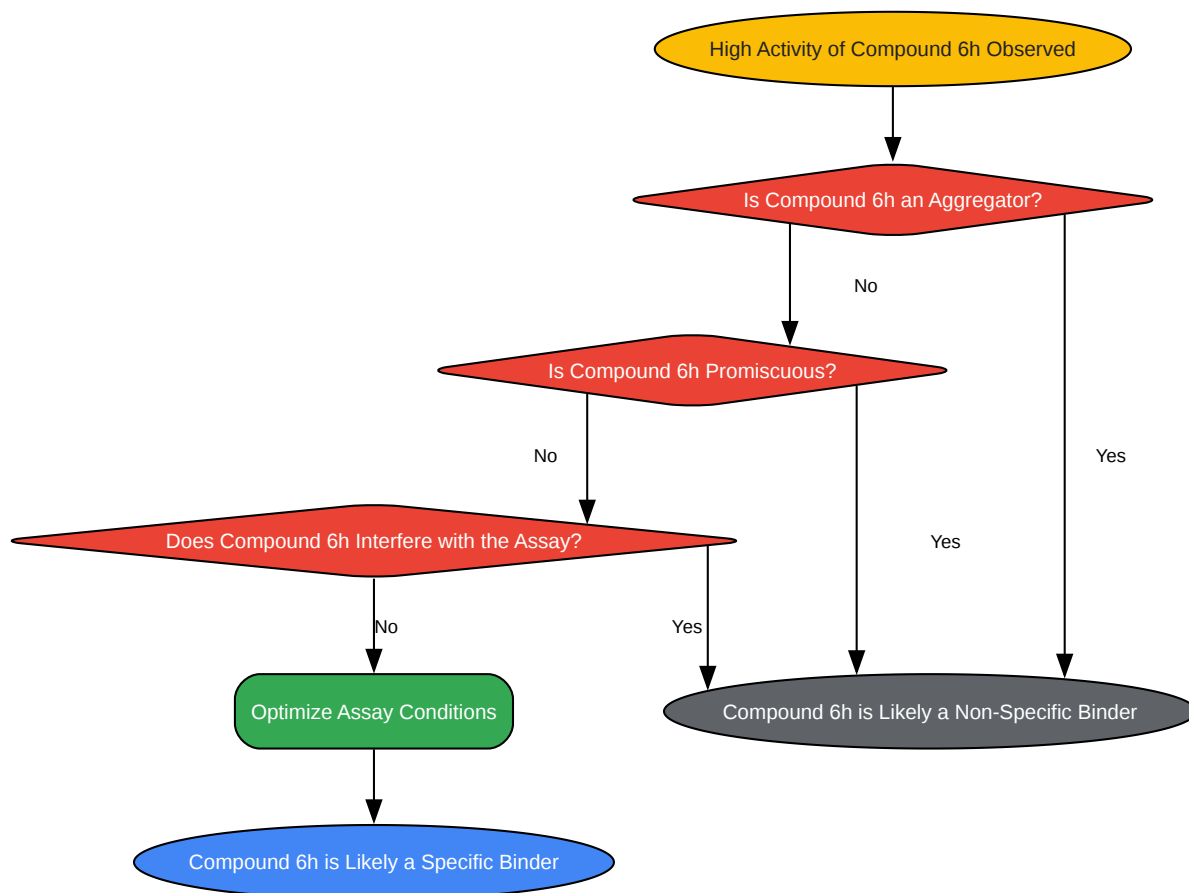 High Activity of Compound 6h Observed
Is Compound 6h an Aggregator?
No
Is Compound 6h Promiscuous?
No
Yes
Does Compound 6h Interfere with the Assay?
Yes
No
Yes
Optimize Assay Conditions
Compound 6h is Likely a Non-Specific Binder
Compound 6h is Likely a Specific Binder